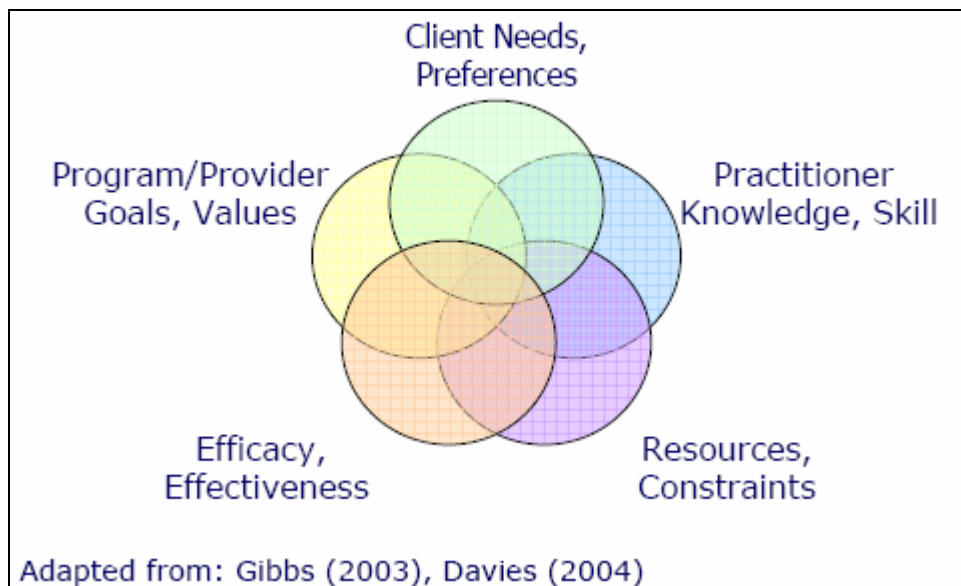 Client Needs,
Preferences
Program/Provider
Goals, Values
Practitioner
Knowledge, Skill
Efficacy,
Effectiveness
Resources,
Constraints
Adapted from: Gibbs (2003), Davies (2004)